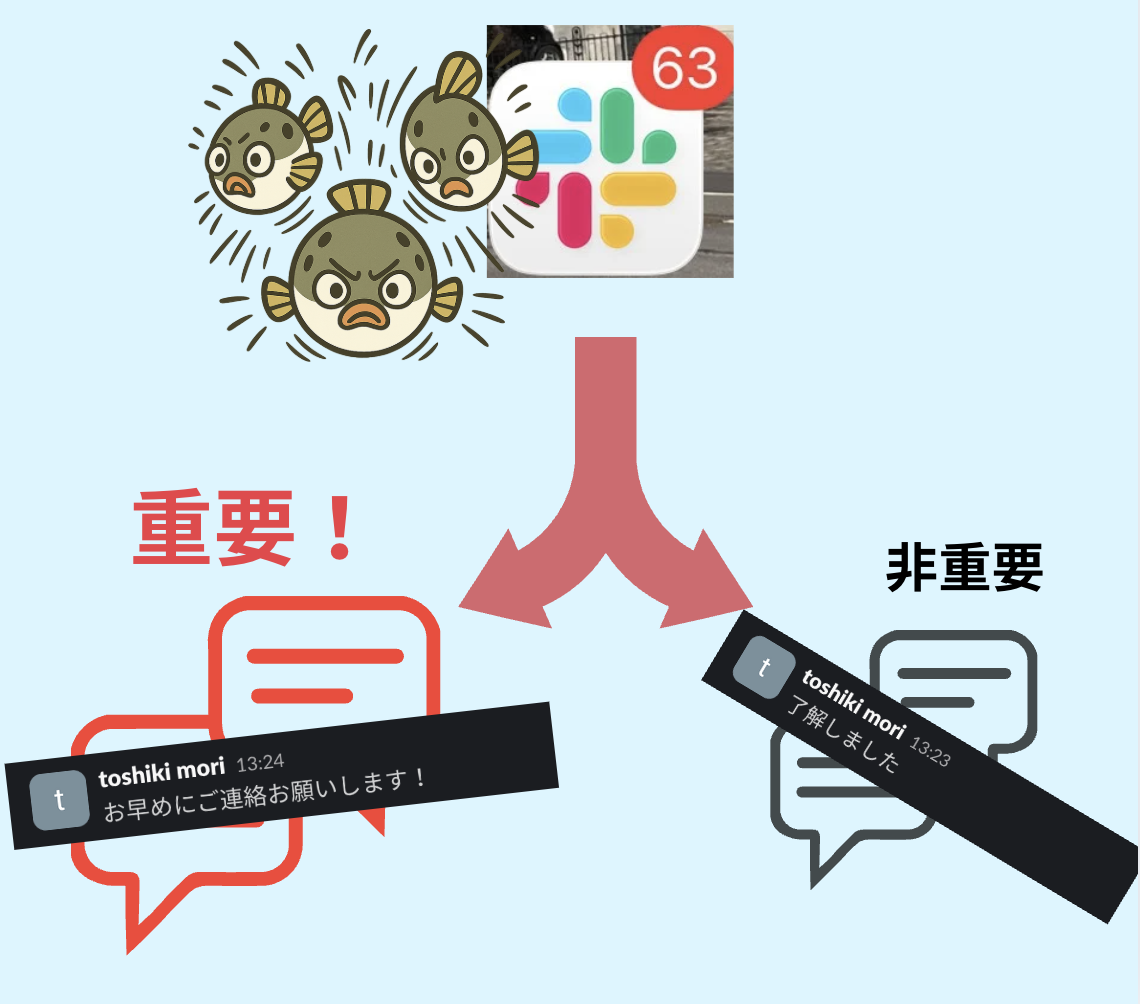 63
重要！
非重要
t
toshiki mori 13:24
お早めにご連絡お願いします！
t
toshiki mori 13:23
了解しました